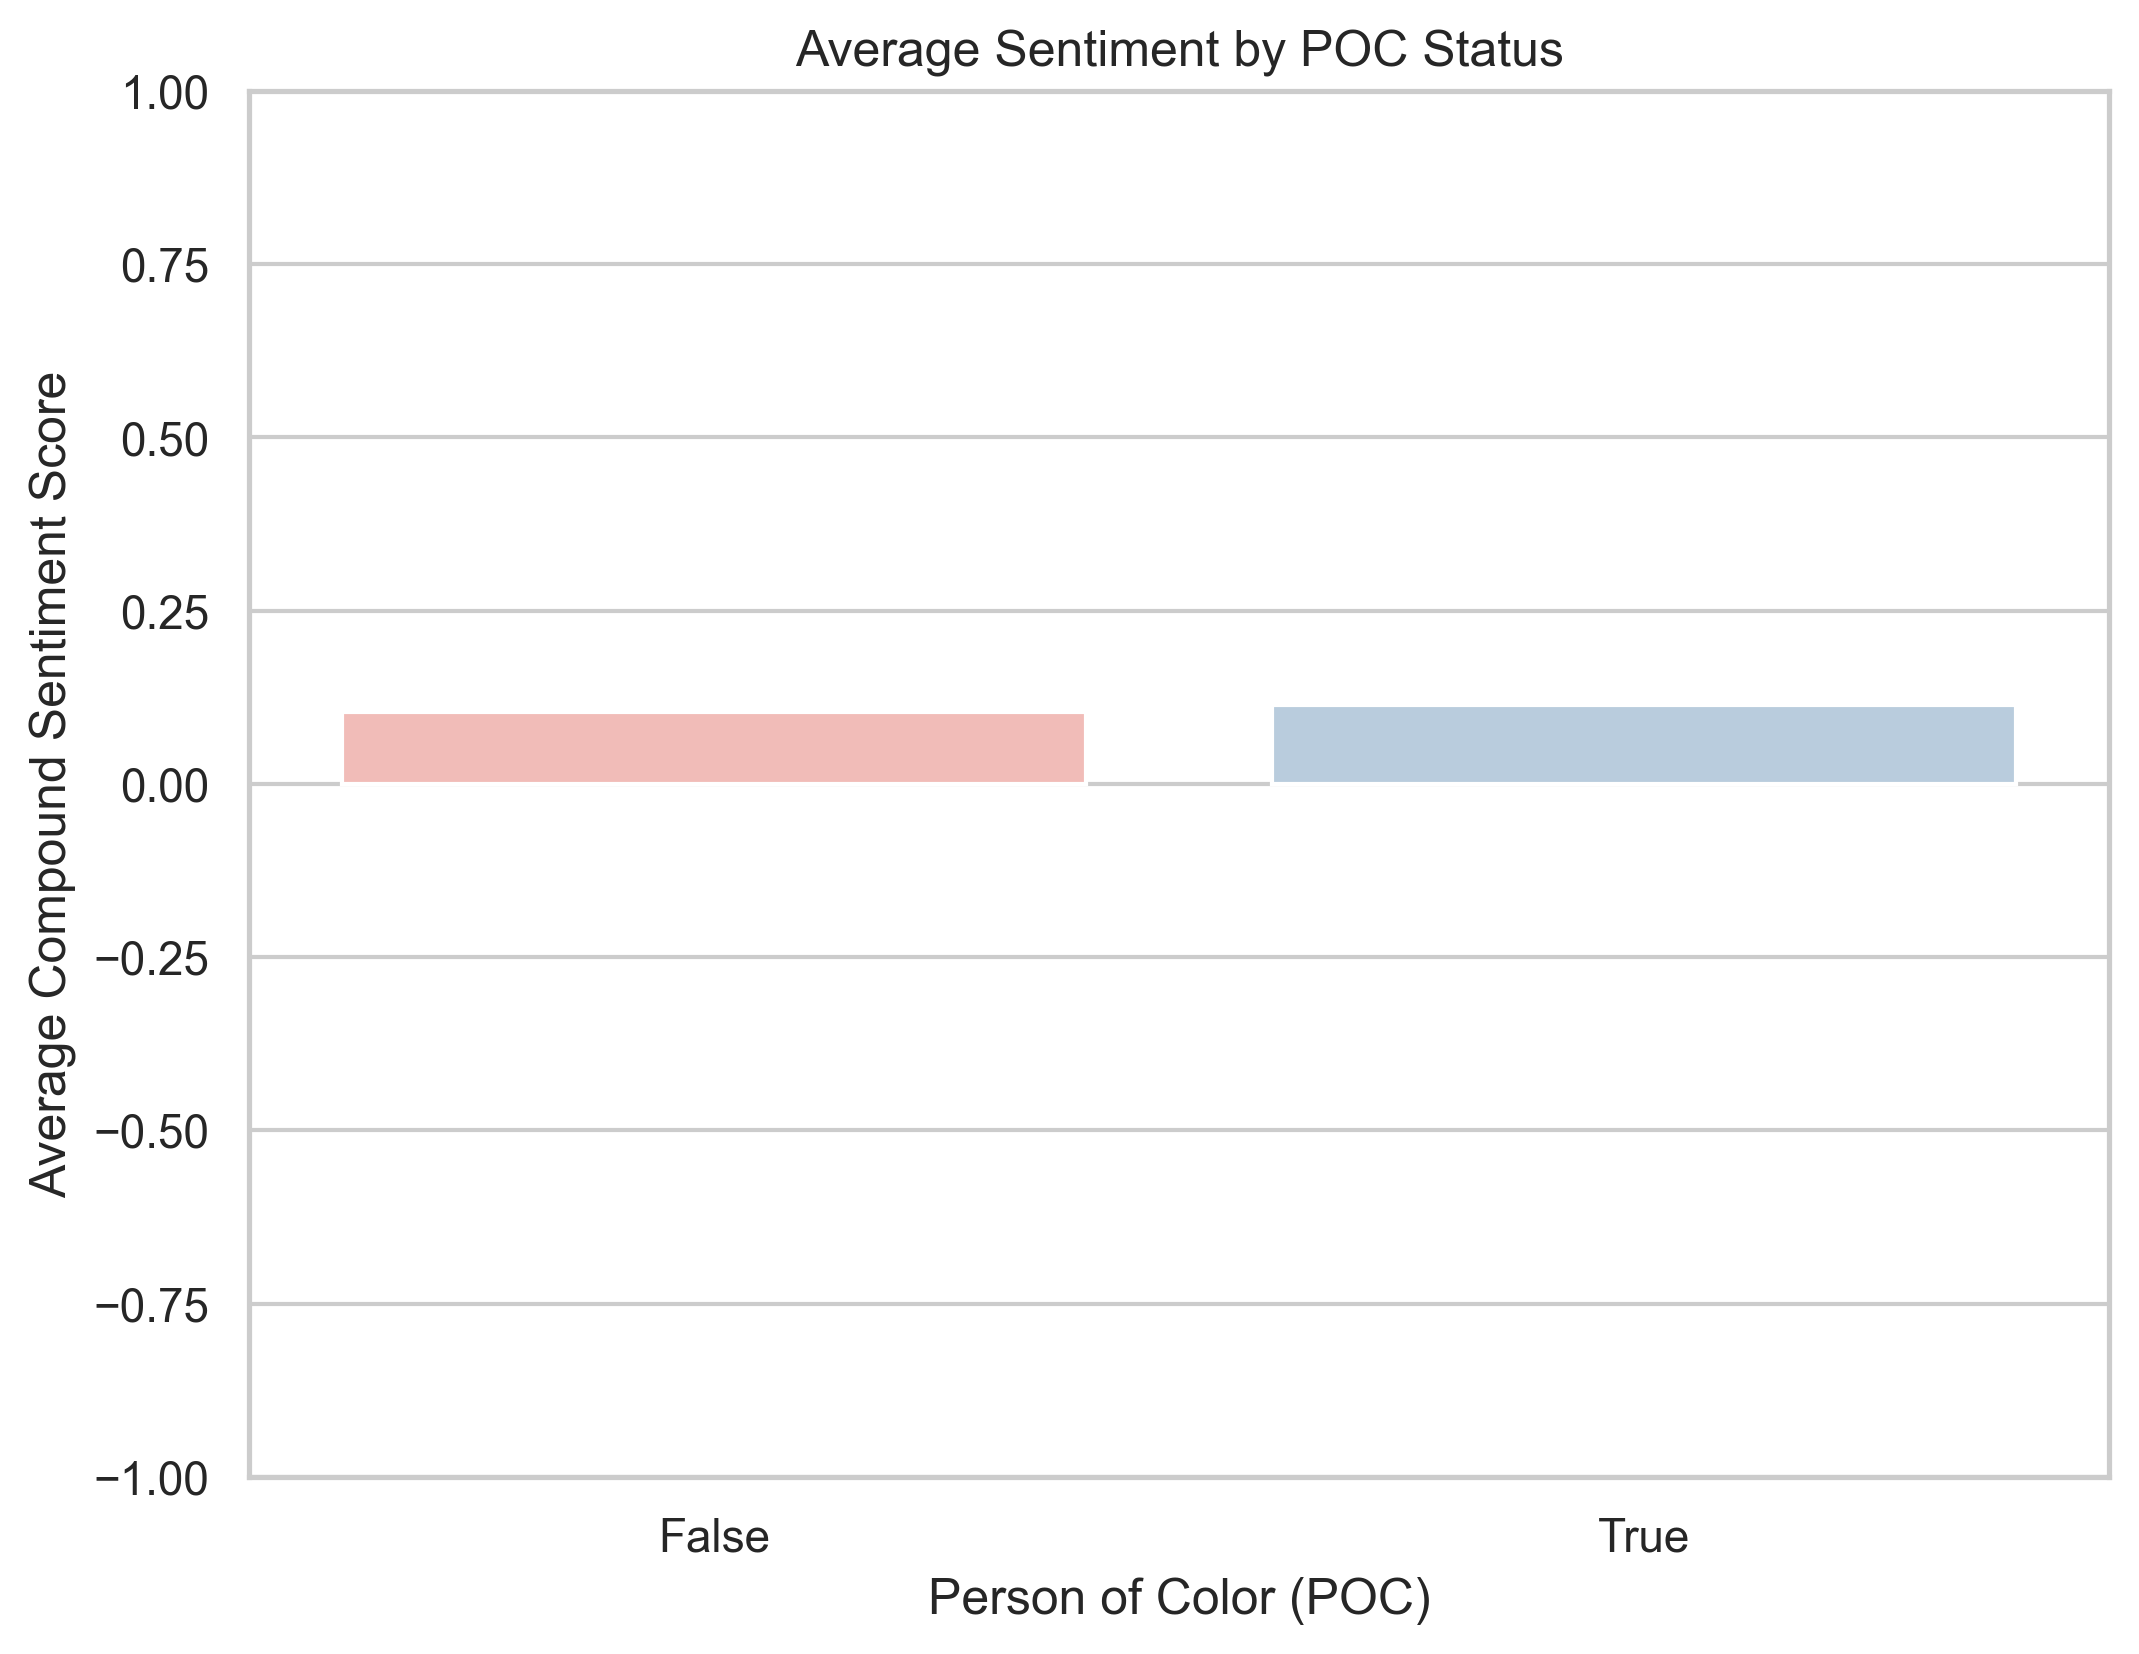 Average Sentiment by POC Status
Average Compound Sentiment Score
1.00
0.75
0.50
0.25
0.00
−0.25
−0.50
−0.75
−1.00
False
True
Person of Color (POC)